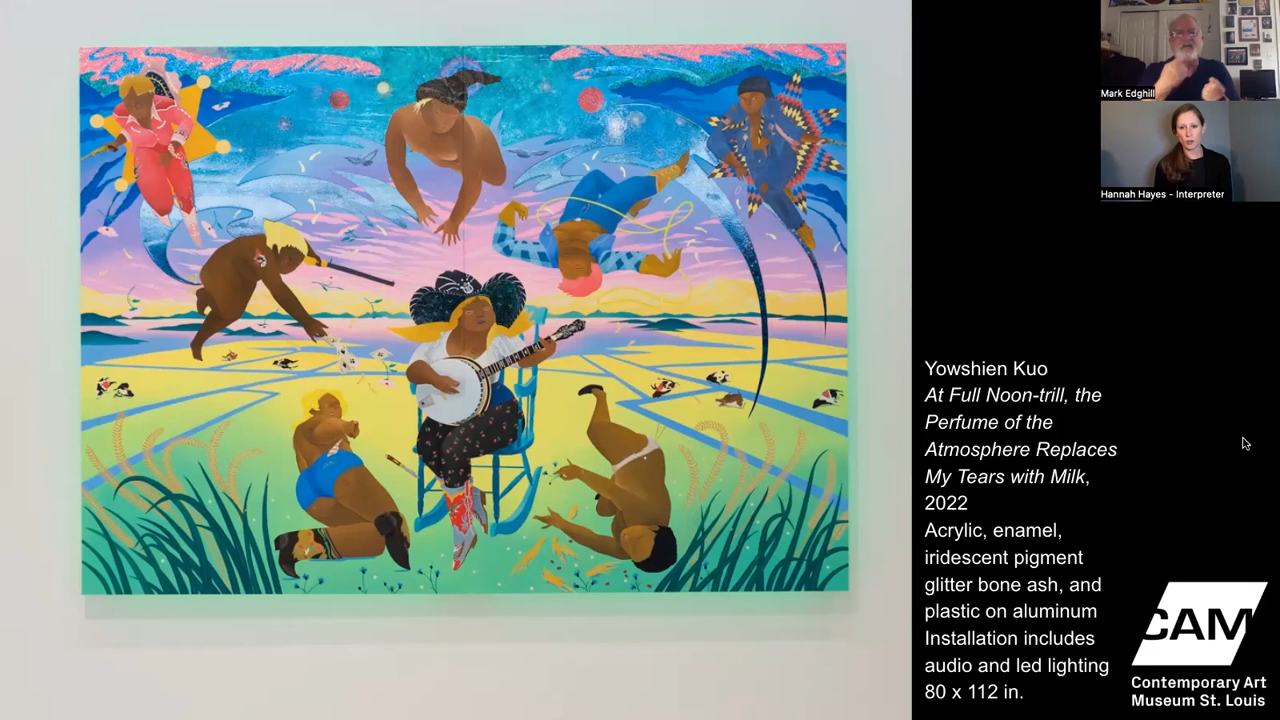 Mark Edghill
Hannah Hayes - Interpreter
Yowshien Kuo
At Full Noon-trill, the
Perfume of the
Atmosphere Replaces
My Tears with Milk,
2022
Acrylic, enamel,
iridescent pigment
glitter bone ash, and
plastic on aluminum
Installation includes
audio and led lighting
80 x 112 in.
CAM
Contemporary Art
Museum St. Louis